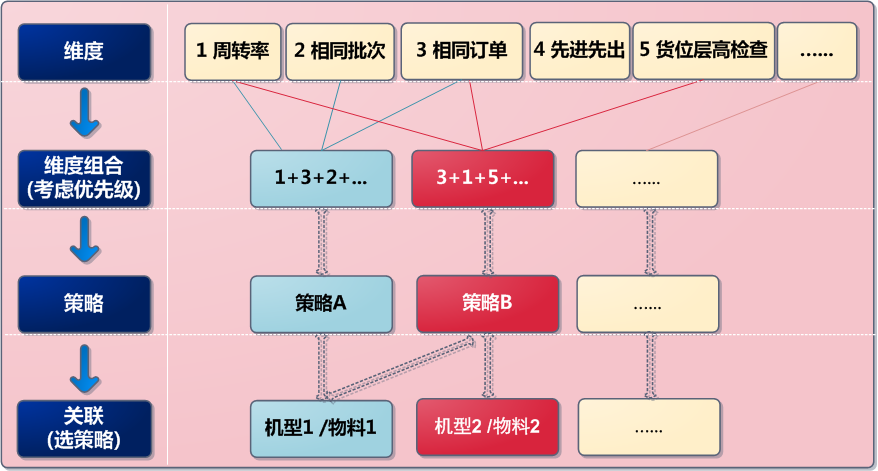 维度
1 周转率
2 相同批次
3 相同订单
4 先进先出
5 货位层高检查
……
维度组合
(考虑优先级)
1+3+2+...
3+1+5+...
……
策略
策略A
策略B
……
关联
(选策略)
机型1 /物料1
机型2 /物料2
……